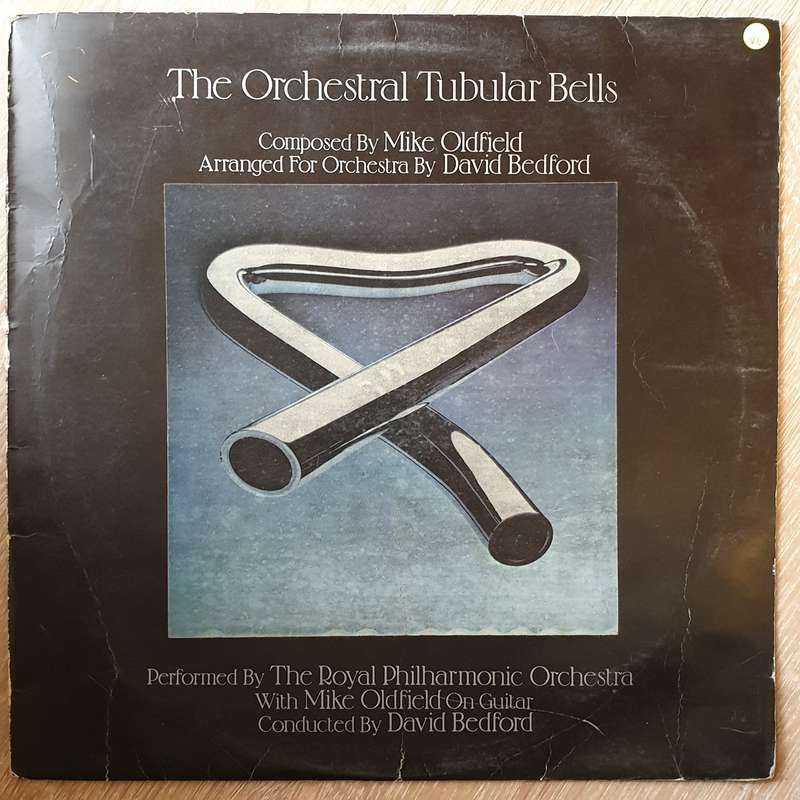 The Orchestral Tubular Bells
Composed By Mike Oldfield
Arranged For Orchestra By David Bedford
Performed By The Royal Philharmonic Orchestra
With Mike Oldfield On Guitar
Conducted By David Bedford